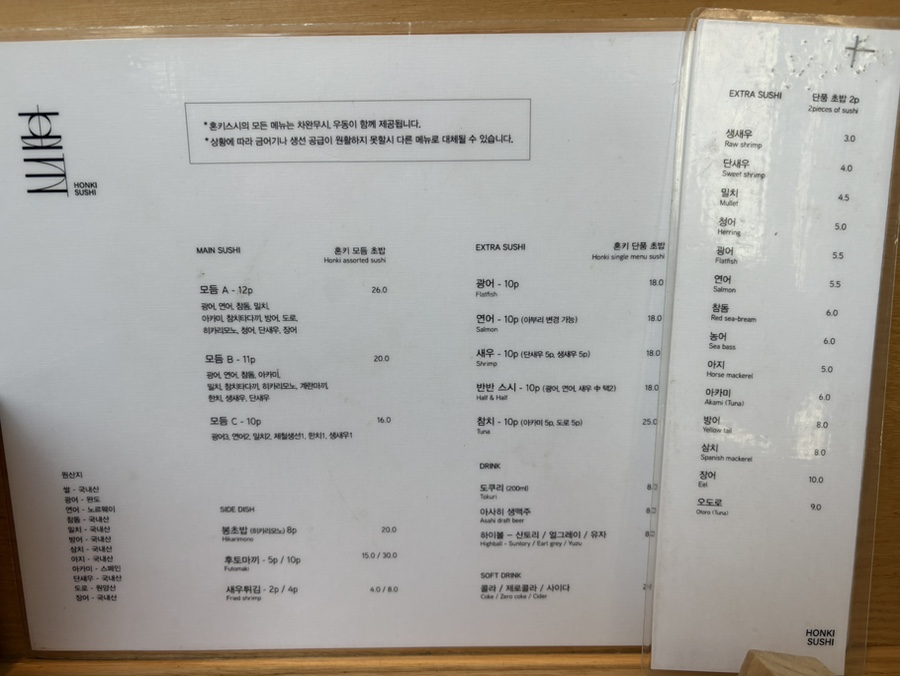 HONKI
SUSHI
*혼키스시의 모든 메뉴는 차완무시, 우동이 함께 제공됩니다.
*상황에 따라 금어기나 생선 공급이 원활하지 못할시 다른 메뉴로 대체될 수 있습니다.
MAIN SUSHI 혼키 모듬 초밥
Honki assorted sushi
모듬 A - 12p 26.0
광어, 연어, 참돔, 밀치,
아카미, 참치타다끼, 방어, 도로,
히카리모노, 청어, 단새우, 장어
모듬 B - 11p 20.0
광어, 연어, 참돔, 아카미,
밀치, 참치타다끼, 히카리모노, 계란마끼,
한치, 생새우, 단새우
모듬 C - 10p 16.0
광어3, 연어2, 밀치2, 제철생선1, 한치1, 생새우1
원산지
쌀 - 국내산
광어 - 완도
연어 - 노르웨이
참돔 - 국내산
밀치 - 국내산
방어 - 국내산
삼치 - 국내산
아지 - 국내산
아카미 - 스페인
단새우 - 국내산
도로 - 원양산
장어 - 국내산
SIDE DISH
봉초밥 (히카리모노) 8p 20.0
Hikarimono
후토마끼 - 5p / 10p 15.0 / 30.0
Futomaki
새우튀김 - 2p / 4p 4.0 / 8.0
Fried shrimp
EXTRA SUSHI 혼키 단품 초밥
Honki single menu sushi
광어 - 10p 18.0
Flatfish
연어 - 10p (아부리 변경 가능) 18.0
Salmon
새우 - 10p (단새우 5p, 생새우 5p) 18.0
Shrimp
반반 스시 - 10p (광어, 연어, 새우 中 택2) 18.0
Half & Half
참치 - 10p (아카미 5p, 도로 5p) 25.0
Tuna
DRINK
도쿠리 (200ml)
Tokuri
아사히 생맥주
Asahi draft beer
하이볼 - 산토리 / 얼그레이 / 유자
Highball - Suntory / Earl grey / Yuzu
SOFT DRINK
콜라 / 제로콜라 / 사이다
Coke / Zero coke / Cider
EXTRA SUSHI 단품 초밥 2p
2pieces of sushi
생새우 3.0
Raw shrimp
단새우 4.0
Sweet shrimp
밀치 4.5
Mullet
청어 5.0
Herring
광어 5.5
Flatfish
연어 5.5
Salmon
참돔 6.0
Red sea-bream
농어 6.0
Sea bass
아지 5.0
Horse mackerel
아카미 6.0
Akami (Tuna)
방어 8.0
Yellow tail
삼치 8.0
Spanish mackerel
장어 10.0
Eel
오도로 9.0
Otoro (Tuna)
HONKI
SUSHI